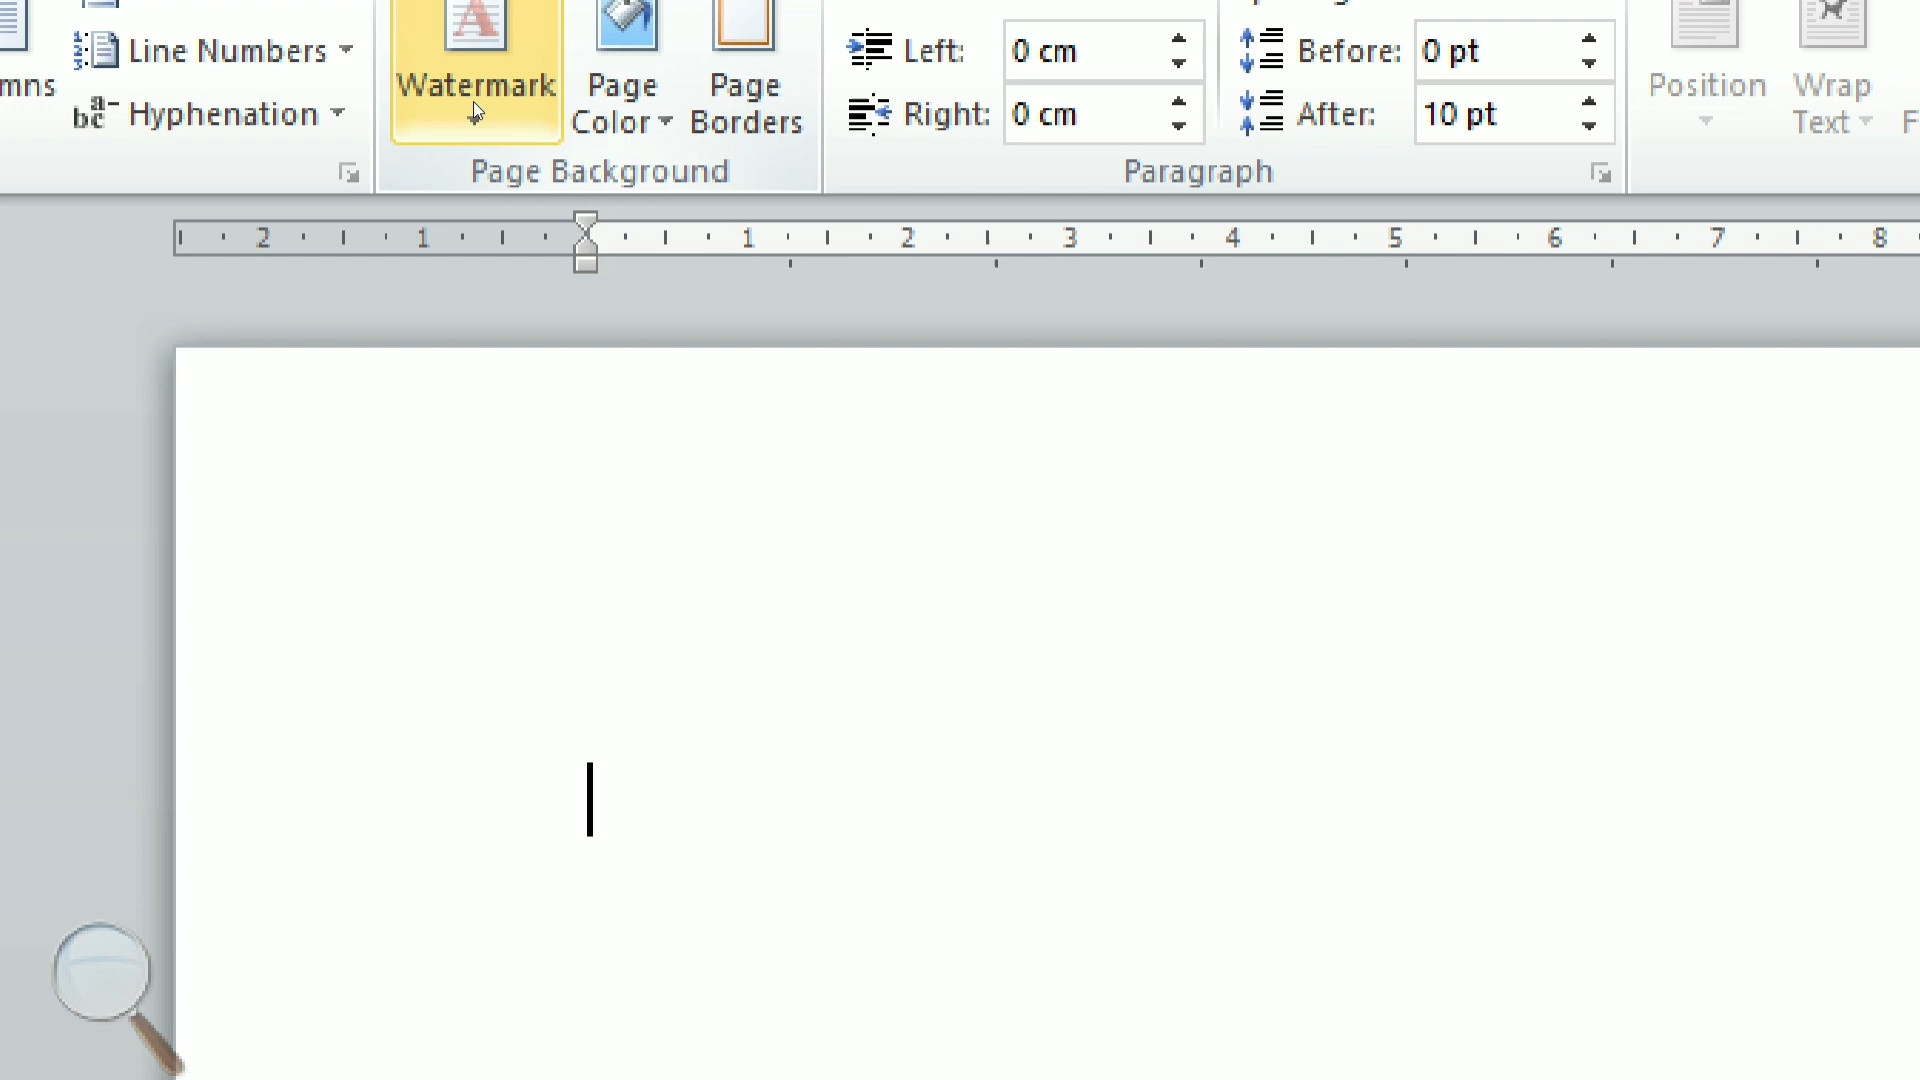 Line Numbers
Hyphenation
Watermark
Page Color
Page Borders
Page Background
Left: 0 cm
Right: 0 cm
Before: 0 pt
After: 10 pt
Paragraph
Position
Wrap Text
2 1 1 2 3 4 5 6 7 8